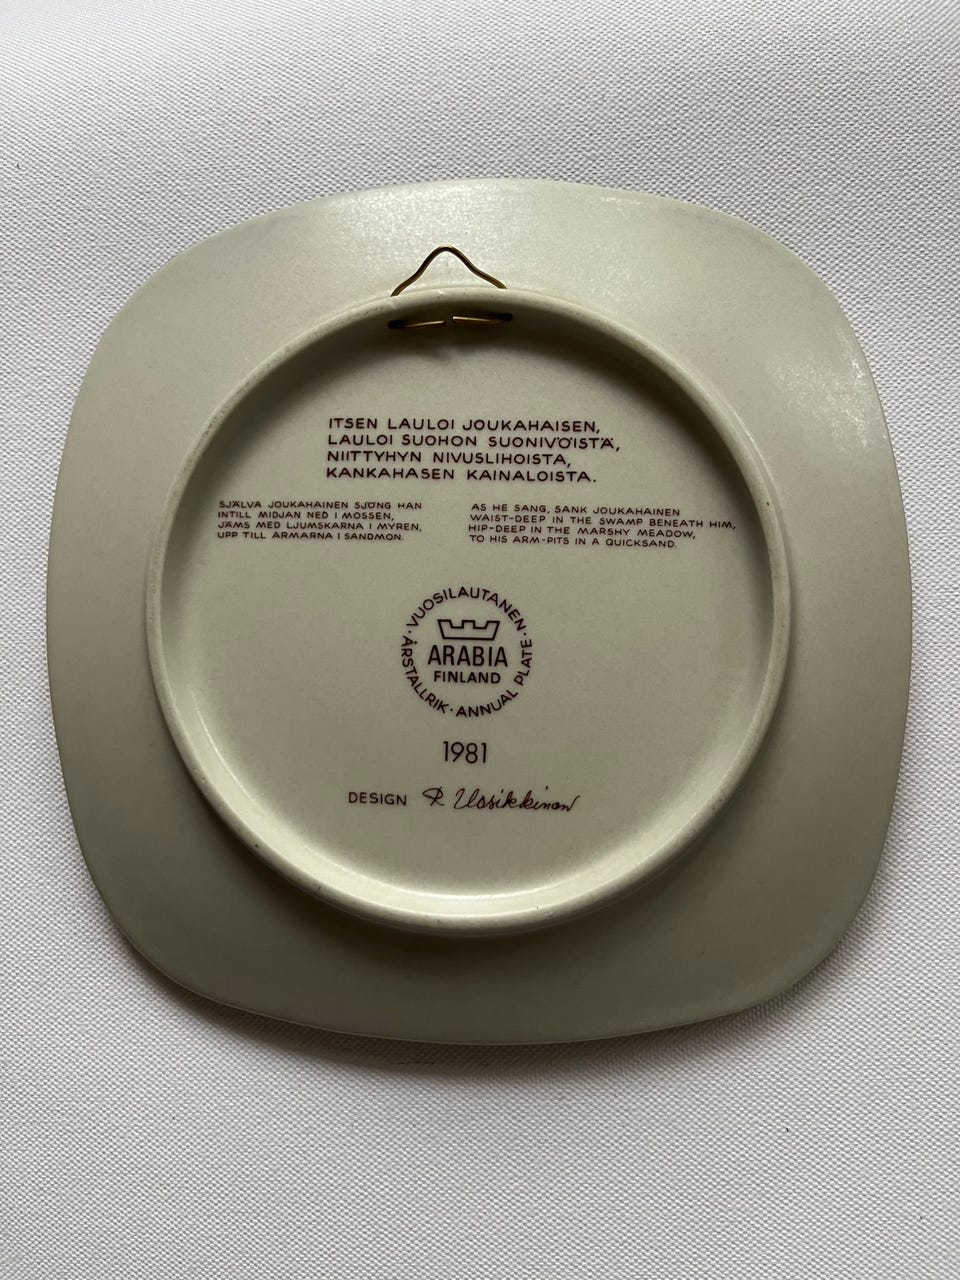 ITSEN LAULOI JOUKAHAISEN,
LAULOI SUOHON SUONIVÖISTÄ,
NIITTYHYN NIVUSLIHOISTA,
KANKAHASEN KAINALOISTA.
SJÄLVA JOUKAHAINEN SJÖNG HAN
INTILL MIDJAN NED I MOSSEN,
JÄMS MED LJUMSKARNA I MYREN,
UPP TILL ARMARNA I SANDMON.
AS HE SANG, SANK JOUKAHAINEN
WAIST-DEEP IN THE SWAMP BENEATH HIM,
HIP-DEEP IN THE MARSHY MEADOW,
TO HIS ARM-PITS IN A QUICKSAND.
· VUOSILAUTANEN ·
ARABIA
FINLAND
ÅRSTALLRIK · ANNUAL PLATE
1981
DESIGN R. Uosikkinen